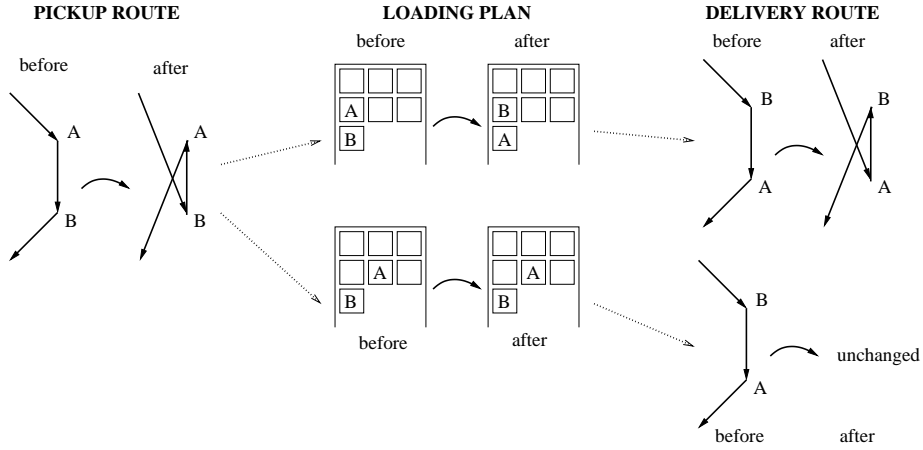 PICKUP ROUTE
LOADING PLAN
DELIVERY ROUTE
before
after
before
after
before
after
A
B
A
B
A
B
B
A
B
A
B
A
A
B
A
B
before
after
B
A
unchanged
before
after